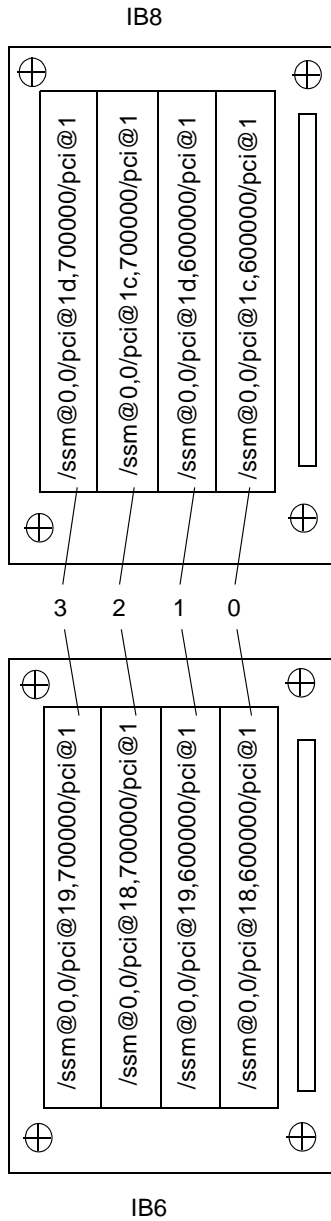 IB8
/ssm@0,0/pci@1d,700000/pci@1
/ssm@0,0/pci@1c,700000/pci@1
/ssm@0,0/pci@1d,600000/pci@1
/ssm@0,0/pci@1c,600000/pci@1
3 2 1 0
/ssm@0,0/pci@19,700000/pci@1
/ssm@0,0/pci@18,700000/pci@1
/ssm@0,0/pci@19,600000/pci@1
/ssm@0,0/pci@18,600000/pci@1
IB6